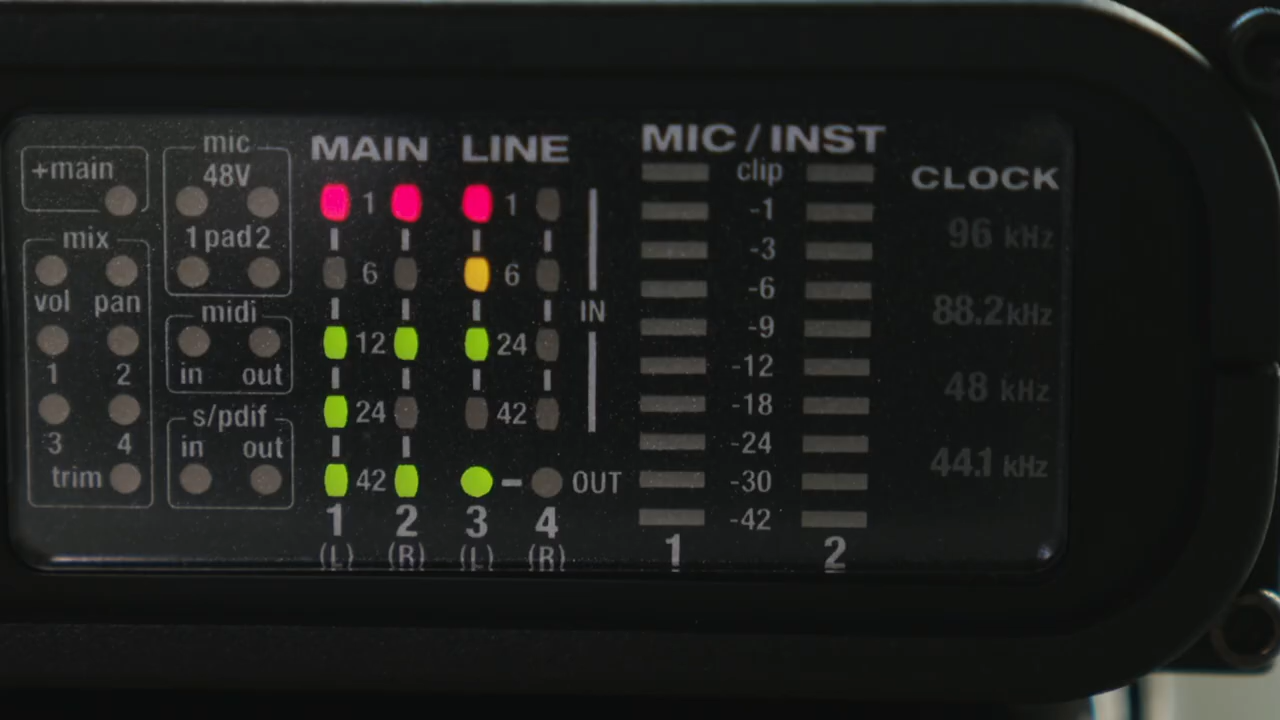 +main
mix
vol pan
1 2
3 4
trim
mic
48V
1 pad 2
midi
in out
s/pdif
in out
MAIN LINE
1 1
6 6
12 24
24 42
42 OUT
IN
1 2 3 4
(L) (R) (L) (R)
MIC / INST
clip
-1
-3
-6
-9
-12
-18
-24
-30
-42
1 2
CLOCK
96 kHz
88.2 kHz
48 kHz
44.1 kHz